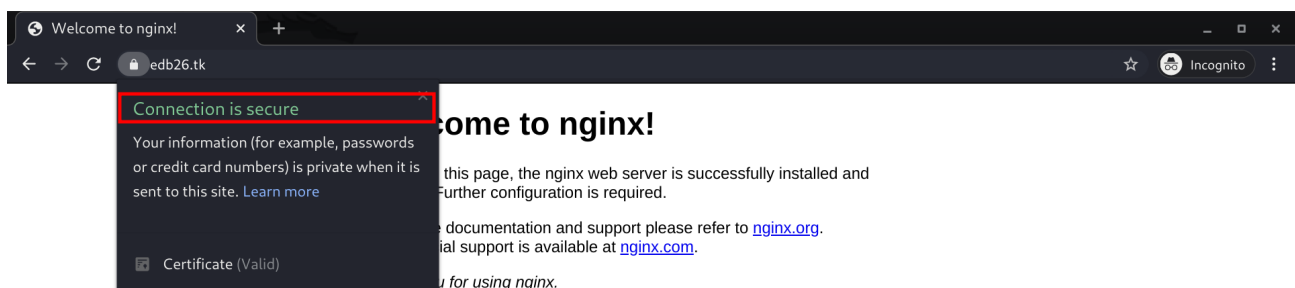 Welcome to nginx!
edb26.tk
Incognito
Connection is secure
Your information (for example, passwords
or credit card numbers) is private when it is
sent to this site. Learn more
Certificate (Valid)
come to nginx!
this page, the nginx web server is successfully installed and
Further configuration is required.
documentation and support please refer to nginx.org.
ial support is available at nginx.com.
u for using nginx.